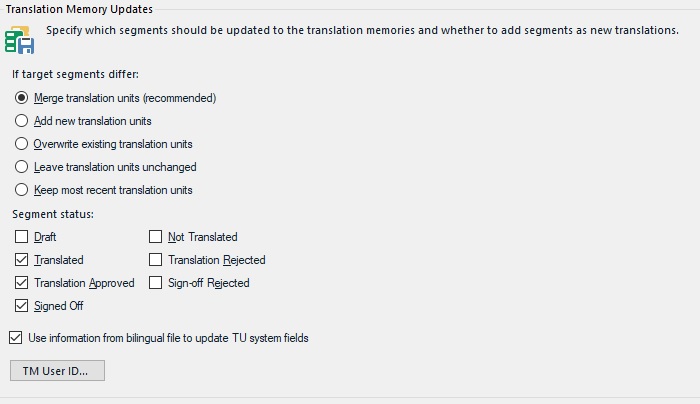 Translation Memory Updates
Specify which segments should be updated to the translation memories and whether to add segments as new translations.
If target segments differ:
Merge translation units (recommended)
Add new translation units
Overwrite existing translation units
Leave translation units unchanged
Keep most recent translation units
Segment status:
Draft Not Translated
Translated Translation Rejected
Translation Approved Sign-off Rejected
Signed Off
Use information from bilingual file to update TU system fields
TM User ID...